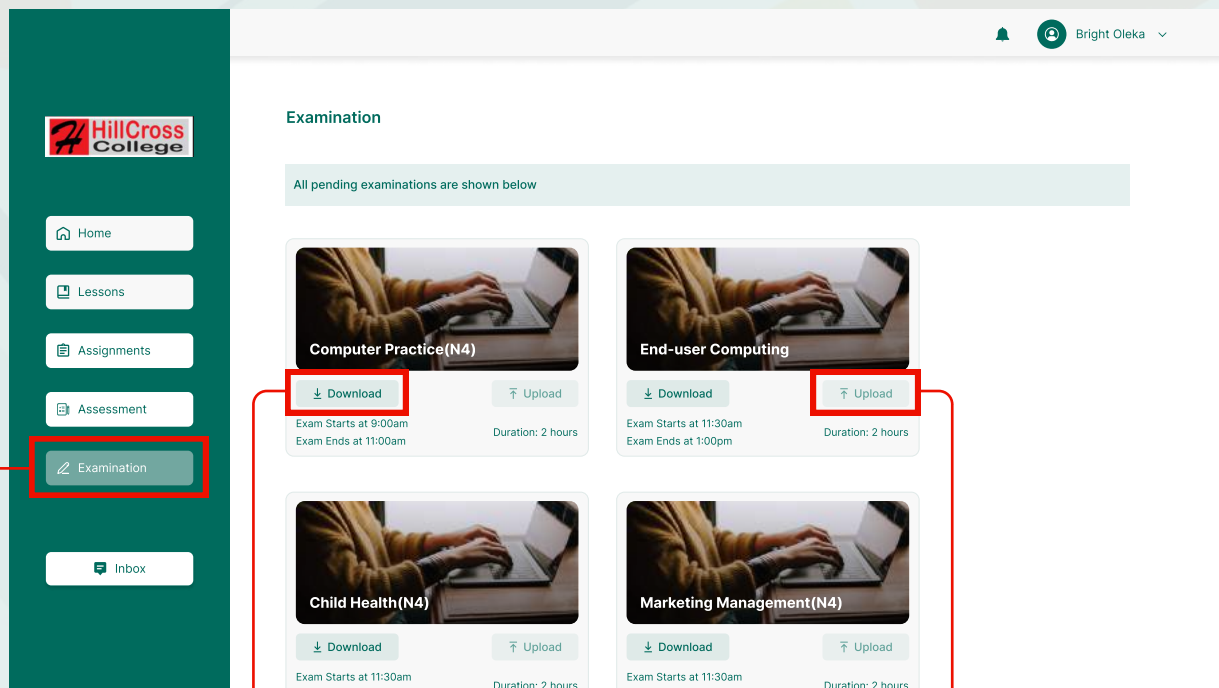 Bright Oleka
HillCross
College
Home
Lessons
Assignments
Assessment
Examination
Inbox
Examination
All pending examinations are shown below
Computer Practice(N4)
Download
Upload
Exam Starts at 9:00am
Exam Ends at 11:00am
Duration: 2 hours
End-user Computing
Download
Upload
Exam Starts at 11:30am
Exam Ends at 1:00pm
Duration: 2 hours
Child Health(N4)
Download
Upload
Exam Starts at 11:30am
Duration: 2 hours
Marketing Management(N4)
Download
Upload
Exam Starts at 11:30am
Duration: 2 hours